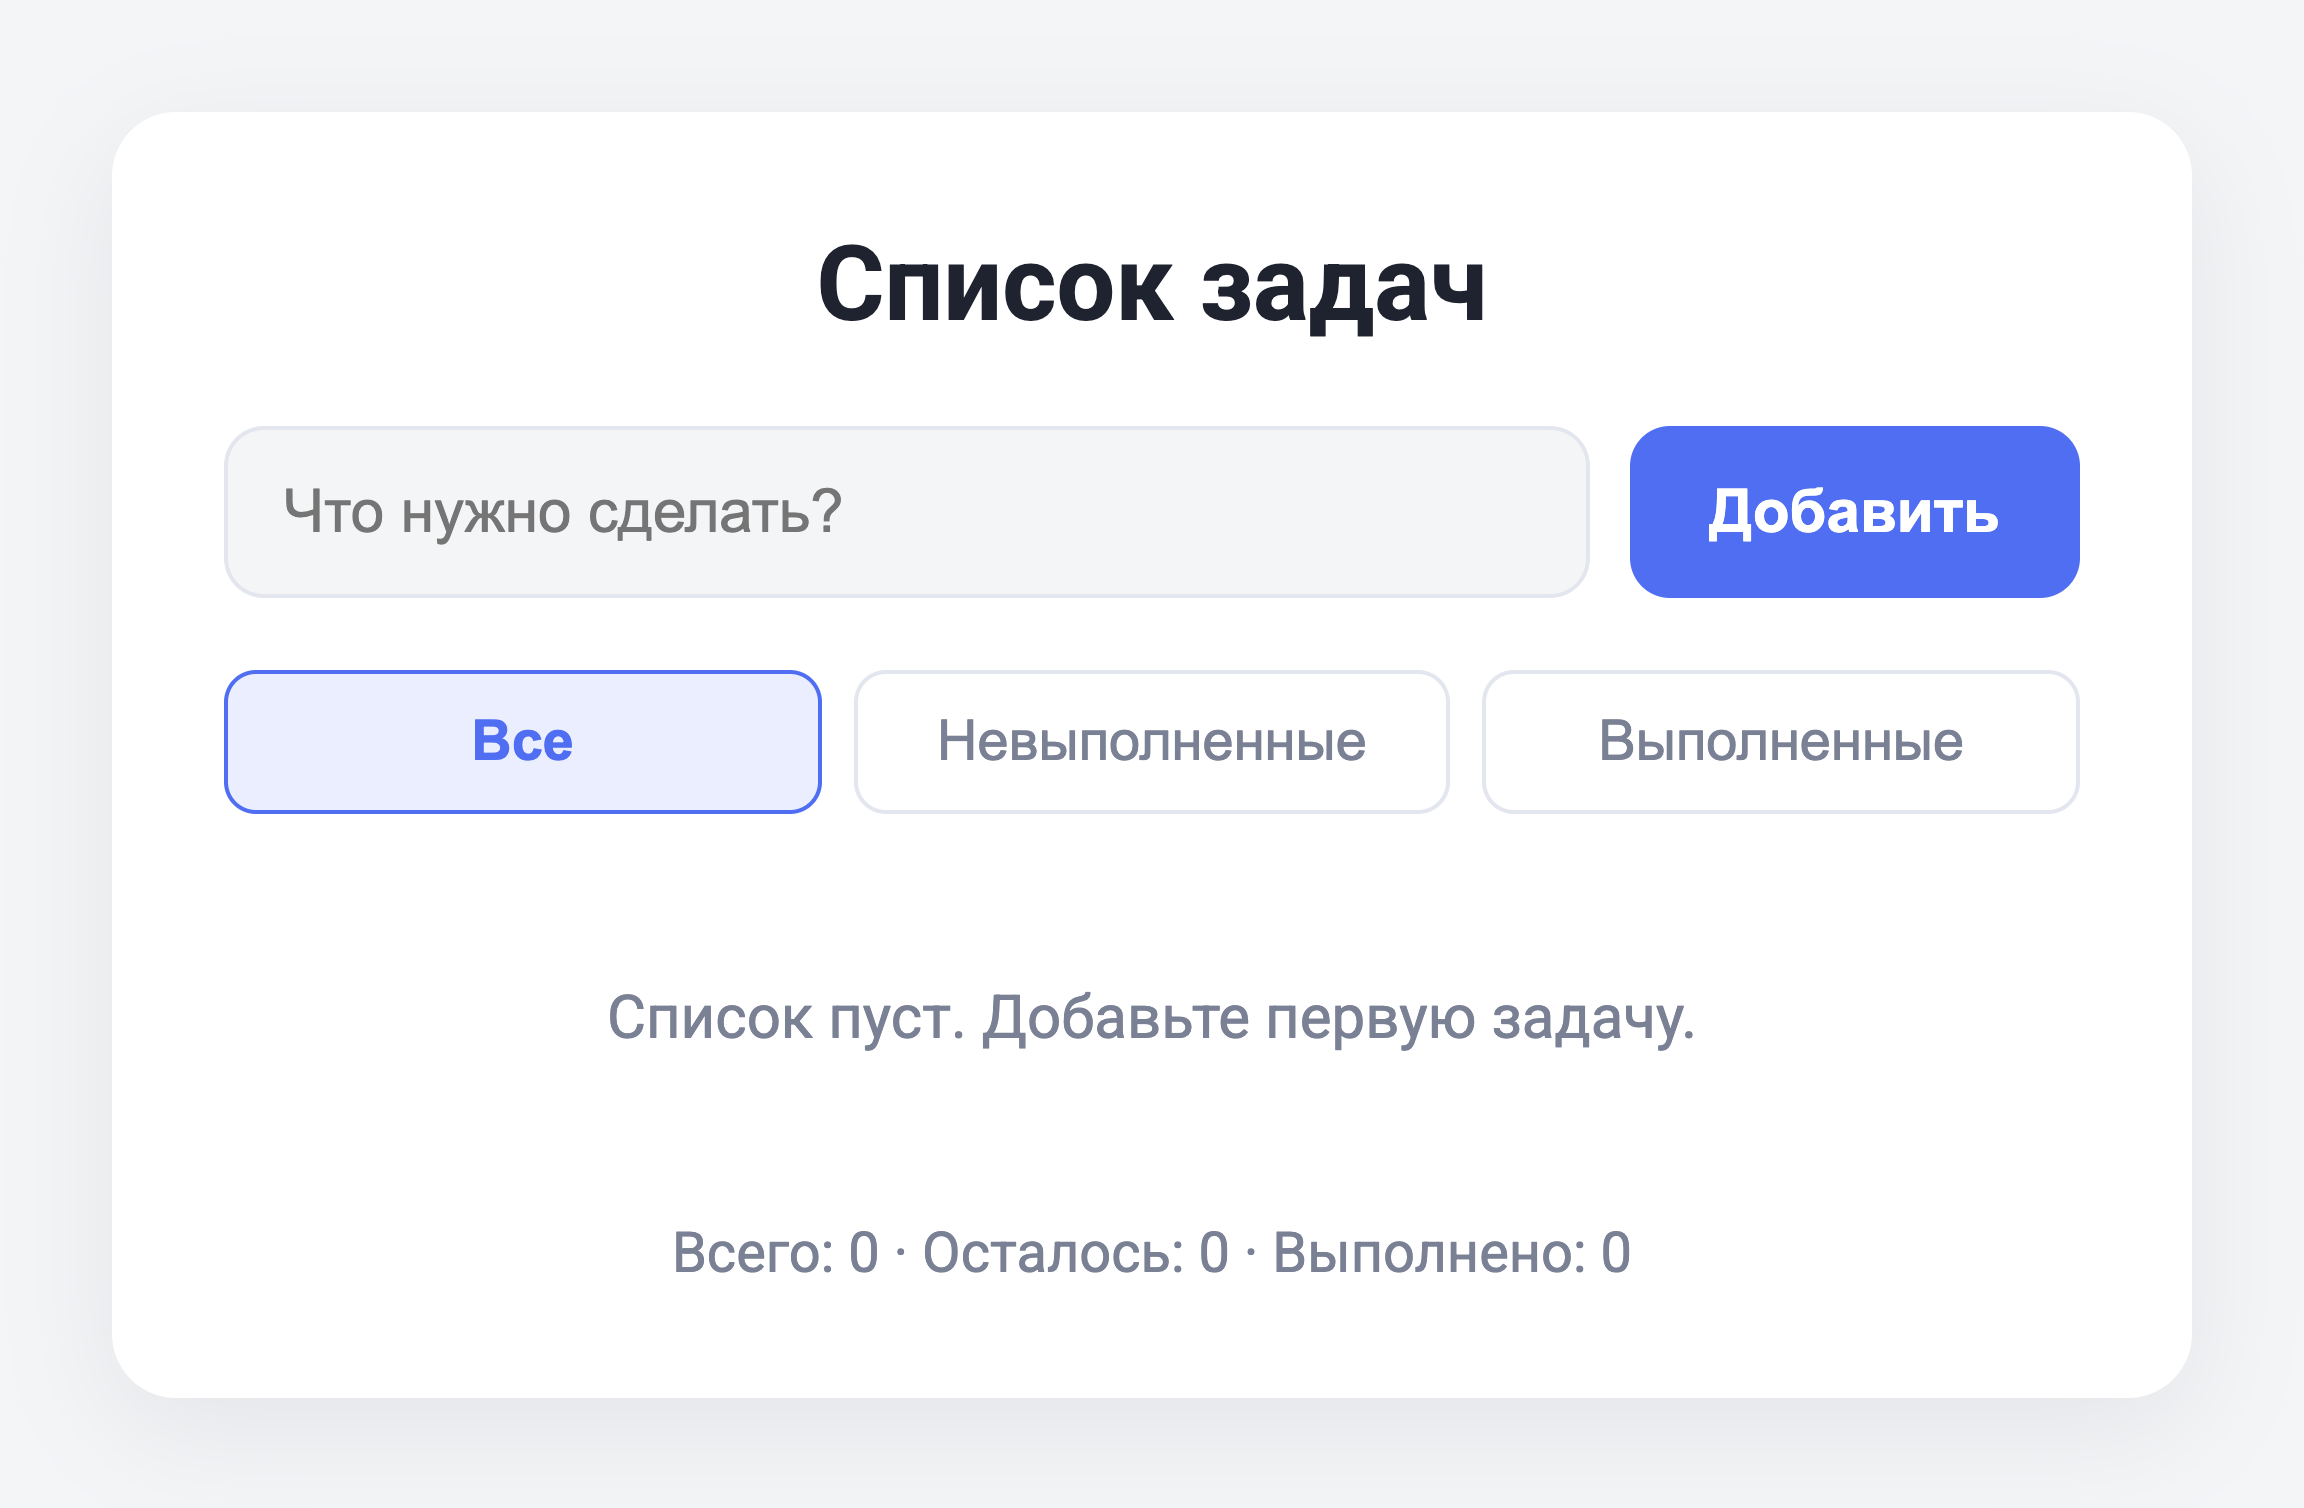 Список задач
Что нужно сделать? Добавить
Все Невыполненные Выполненные
Список пуст. Добавьте первую задачу.
Всего: 0 · Осталось: 0 · Выполнено: 0